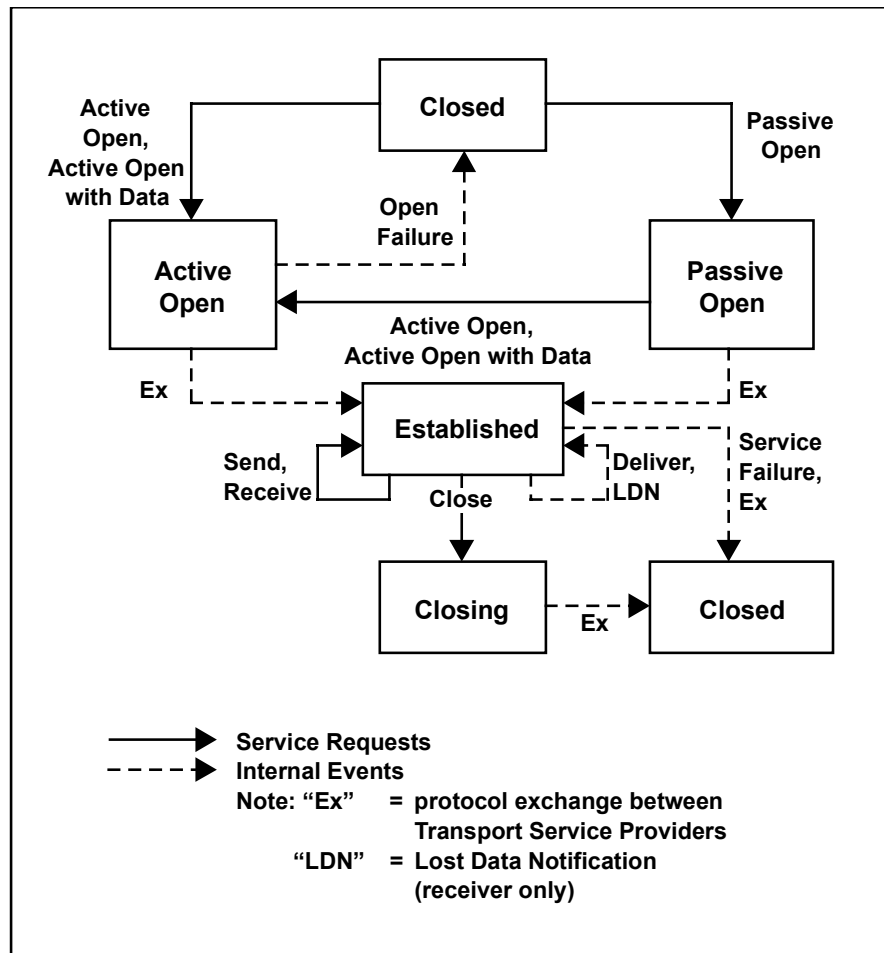 Closed
Active
Open,
Active Open
with Data
Passive
Open
Open
Failure
Active
Open
Passive
Open
Active Open,
Active Open with Data
Ex
Ex
Established
Send,
Receive
Close
Deliver,
LDN
Service
Failure,
Ex
Closing
Ex
Closed
Service Requests
Internal Events
Note: “Ex” = protocol exchange between
Transport Service Providers
“LDN” = Lost Data Notification
(receiver only)